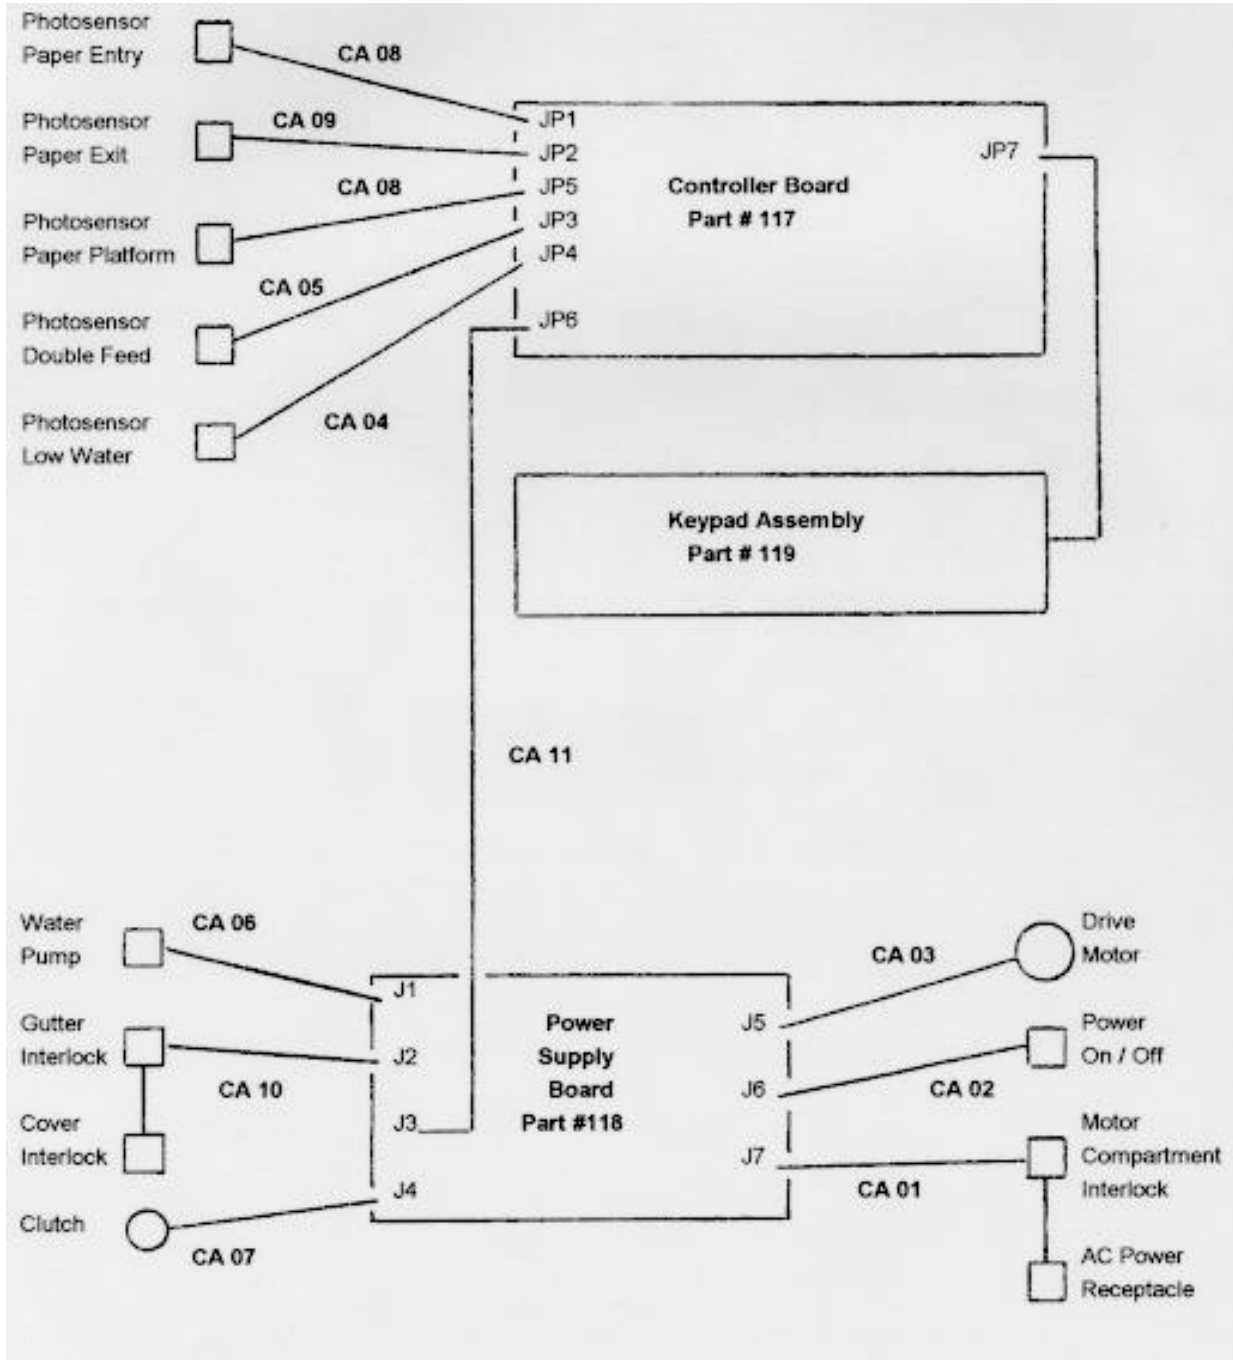 Photosensor
Paper Entry
CA 08
Photosensor
Paper Exit
CA 09
Photosensor
Paper Platform
CA 08
Photosensor
Double Feed
CA 05
Photosensor
Low Water
CA 04
JP1
JP2
JP5
JP3
JP4
JP6
JP7
Controller Board
Part # 117
Keypad Assembly
Part # 119
CA 11
Water
Pump
CA 06
Gutter
Interlock
CA 10
Cover
Interlock
Clutch
CA 07
J1
J2
J3
J4
Power
Supply
Board
Part #118
J5
J6
J7
CA 03
Drive
Motor
CA 02
Power
On / Off
CA 01
Motor
Compartment
Interlock
AC Power
Receptacle